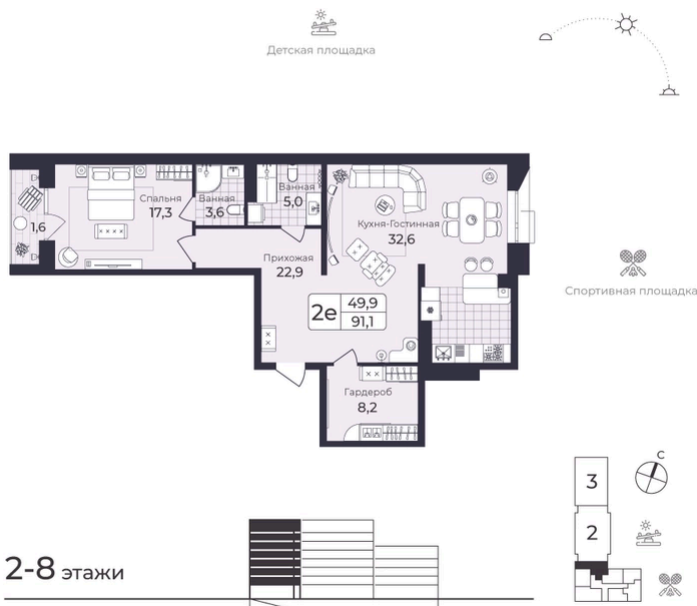 Детская площадка
Ванная
5,0
Спальня
17,3
Ванная
3,6
1,6
Кухня-Гостинная
32,6
Прихожая
22,9
2е
49,9
91,1
Спортивная площадка
Гардероб
8,2
С
3
2
2-8 этажи